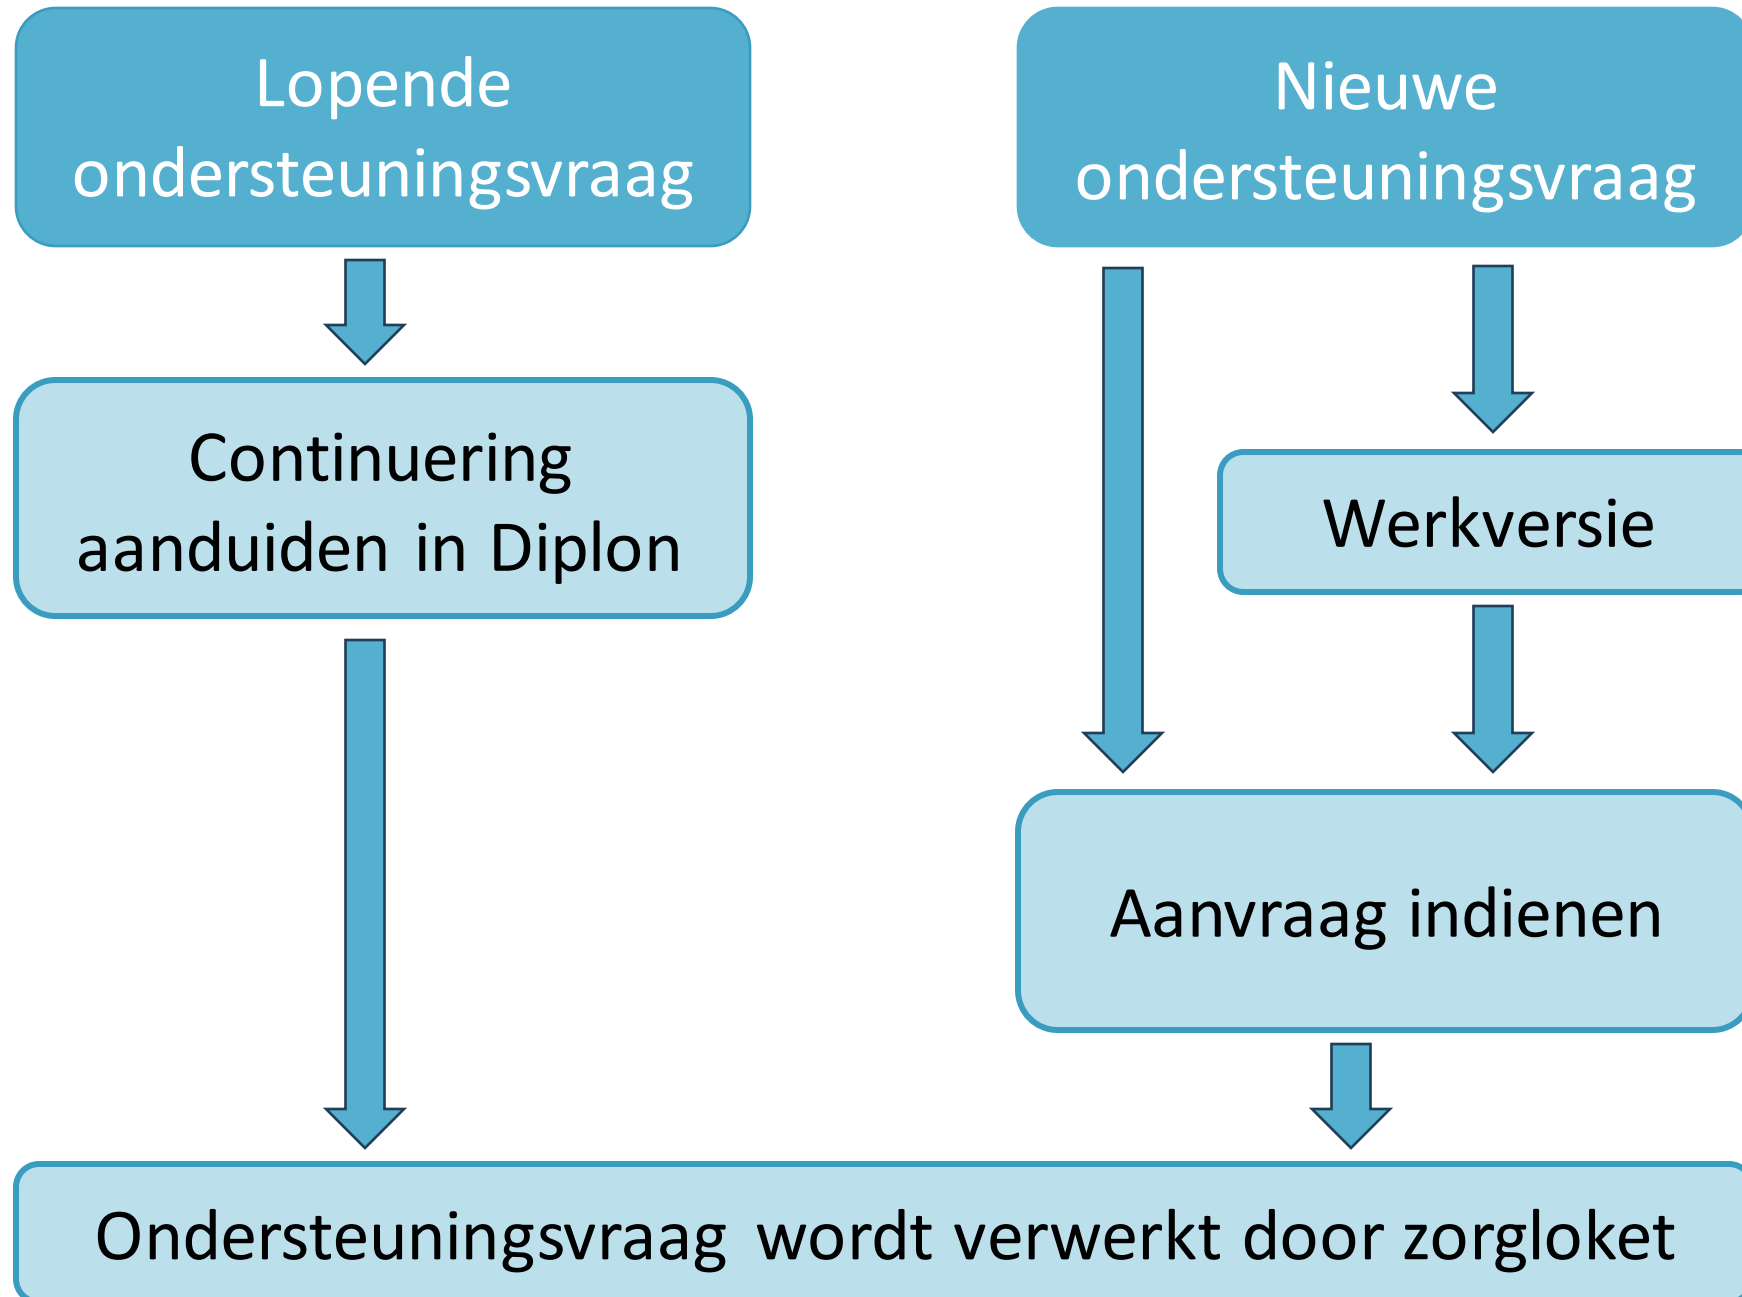 Lopende
ondersteuningsvraag
Nieuwe
ondersteuningsvraag
Continuering
aanduiden in Diplon
Werkversie
Aanvraag indienen
Ondersteuningsvraag wordt verwerkt door zorgloket